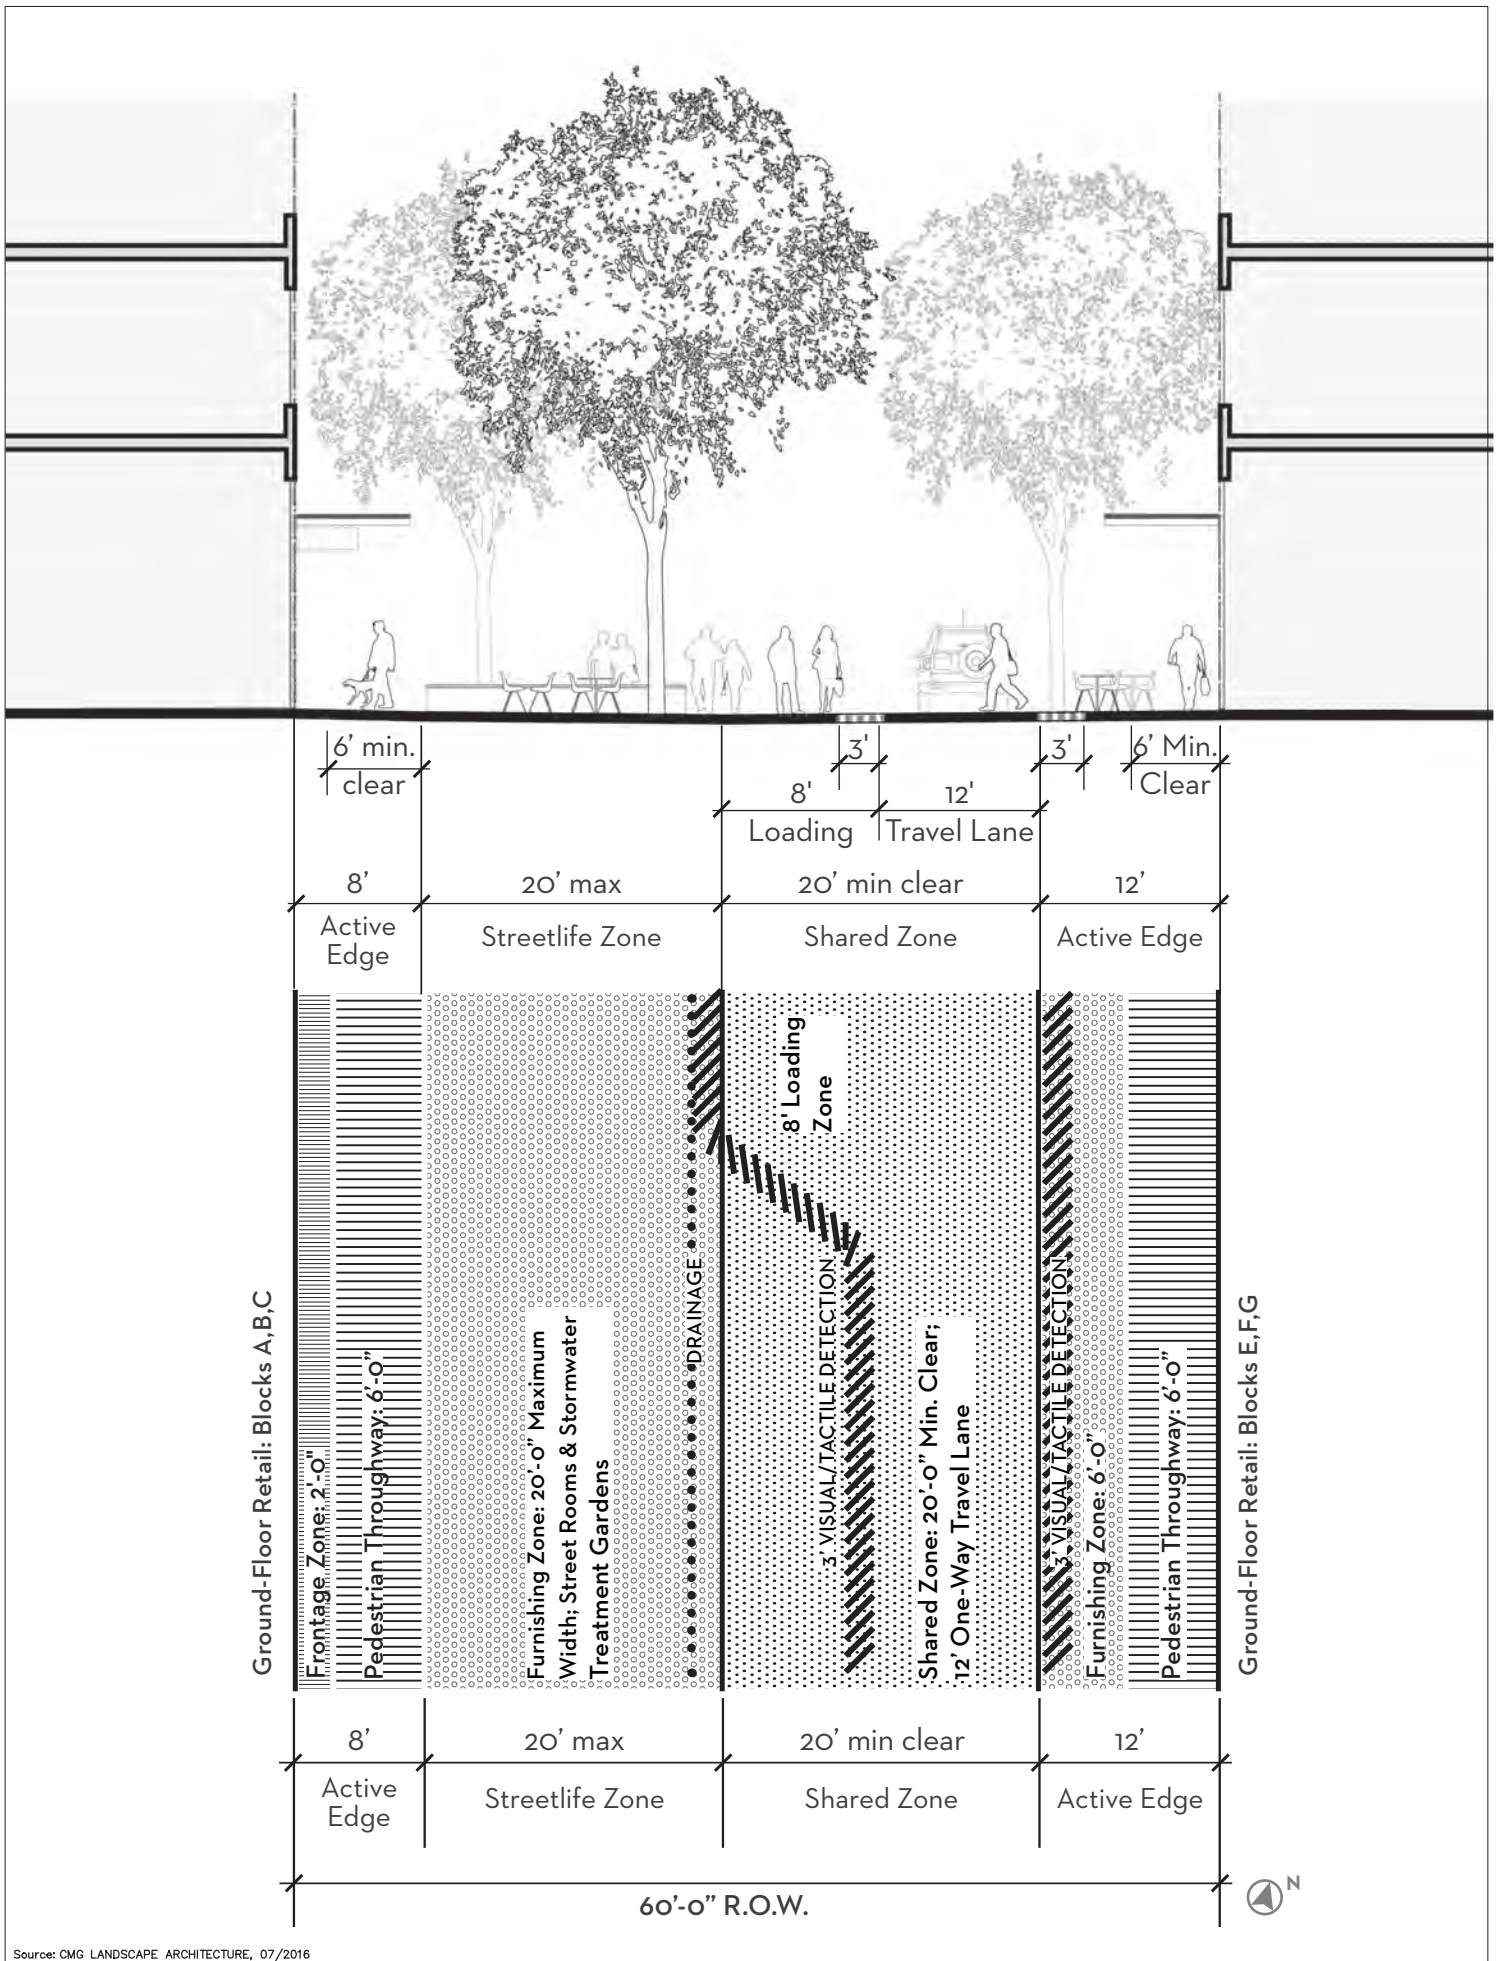 6’ min.
clear
3'
3'
6’ Min.
Clear
8'
12'
Loading
Travel Lane
8’
20’ max
20’ min clear
12’
Active
Edge
Streetlife Zone
Shared Zone
Active Edge
Ground-Floor Retail: Blocks A,B,C
Frontage Zone: 2'-0"
Pedestrian Throughway: 6’-0”
Furnishing Zone: 20’-0” Maximum
Width; Street Rooms & Stormwater
Treatment Gardens
DRAINAGE
8' Loading
Zone
3' VISUAL/TACTILE DETECTION
Shared Zone: 20’-0” Min. Clear;
12’ One-Way Travel Lane
3' VISUAL/TACTILE DETECTION
Furnishing Zone: 6’-0”
Pedestrian Throughway: 6’-0”
Ground-Floor Retail: Blocks E,F,G
8’
20’ max
20’ min clear
12’
Active
Edge
Streetlife Zone
Shared Zone
Active Edge
60’-0” R.O.W.
N
Source: CMG LANDSCAPE ARCHITECTURE, 07/2016